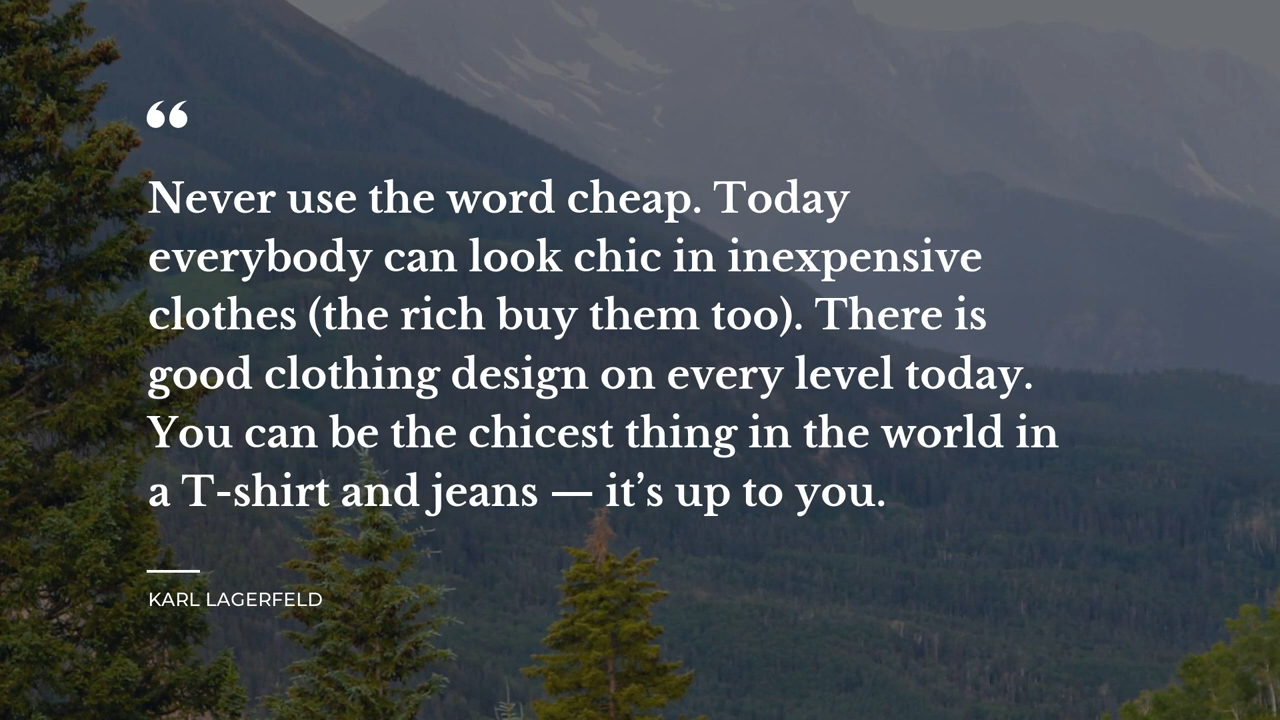 “
Never use the word cheap. Today
everybody can look chic in inexpensive
clothes (the rich buy them too). There is
good clothing design on every level today.
You can be the chicest thing in the world in
a T-shirt and jeans — it’s up to you.
KARL LAGERFELD